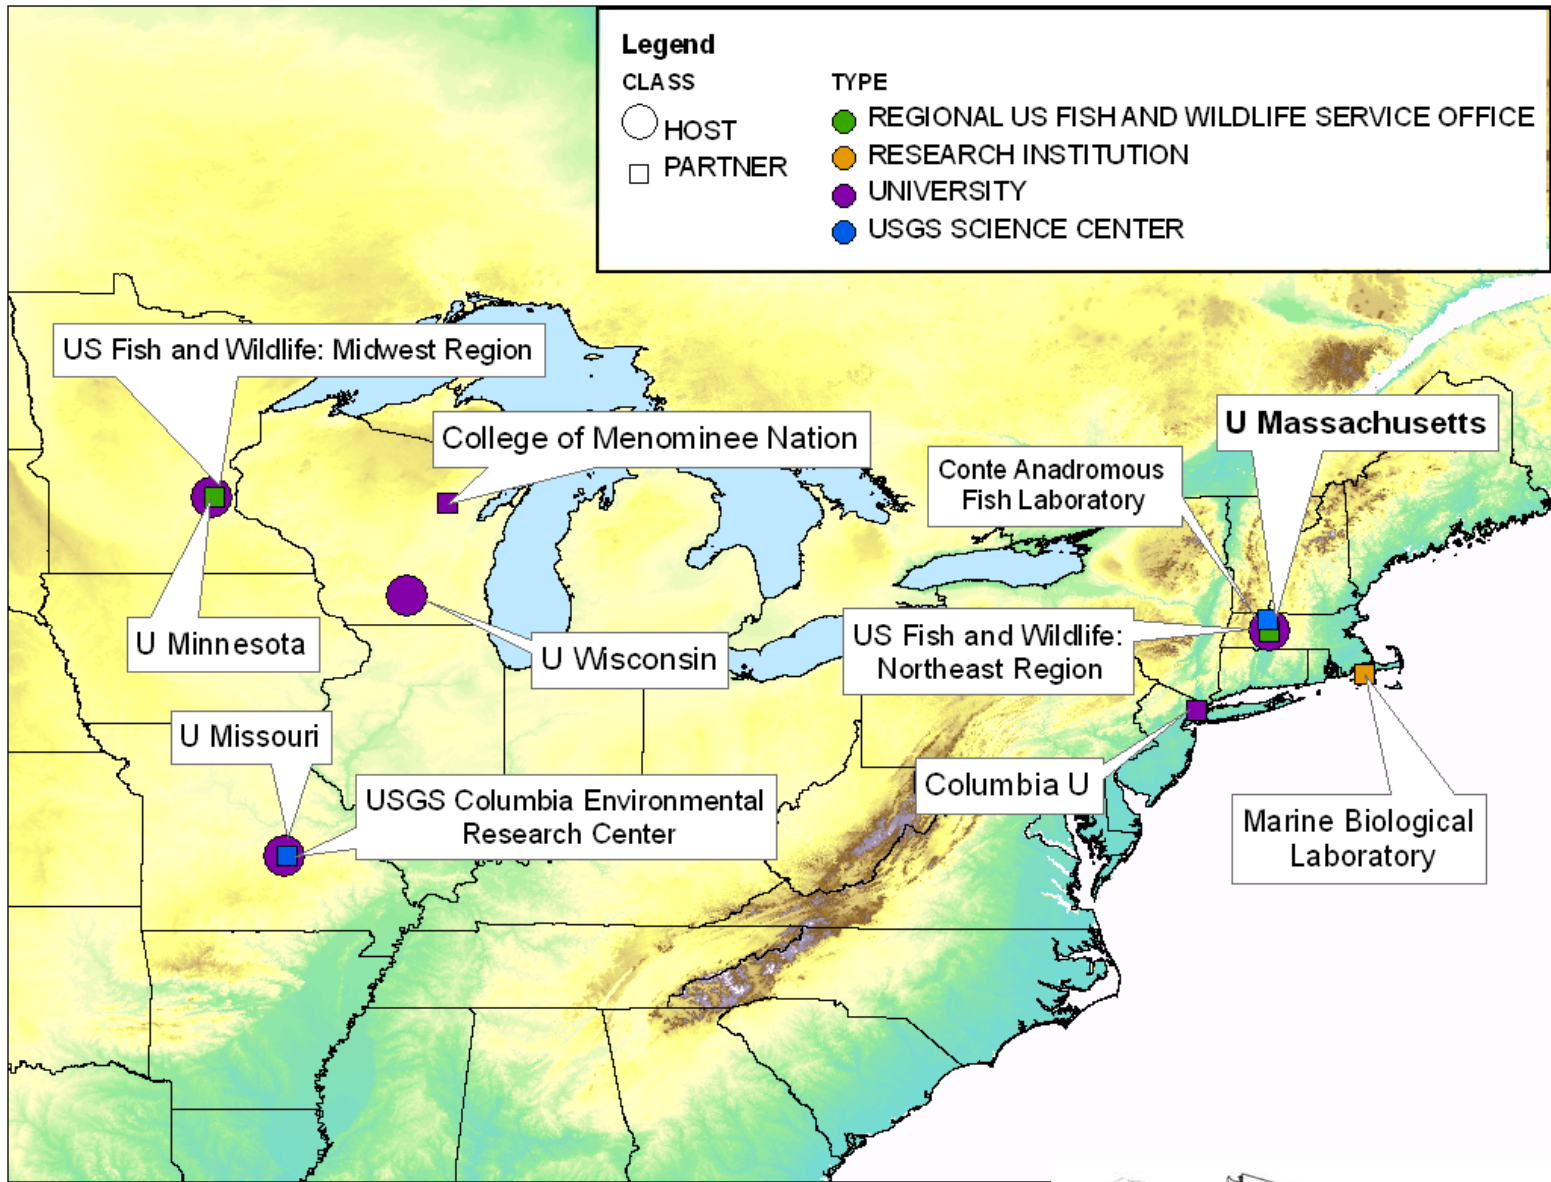 Legend
CLASS
HOST
PARTNER
TYPE
REGIONAL US FISH AND WILDLIFE SERVICE OFFICE
RESEARCH INSTITUTION
UNIVERSITY
USGS SCIENCE CENTER
US Fish and Wildlife: Midwest Region
College of Menominee Nation
U Massachusetts
Conte Anadromous
Fish Laboratory
U Minnesota
U Wisconsin
US Fish and Wildlife:
Northeast Region
U Missouri
USGS Columbia Environmental
Research Center
Columbia U
Marine Biological
Laboratory